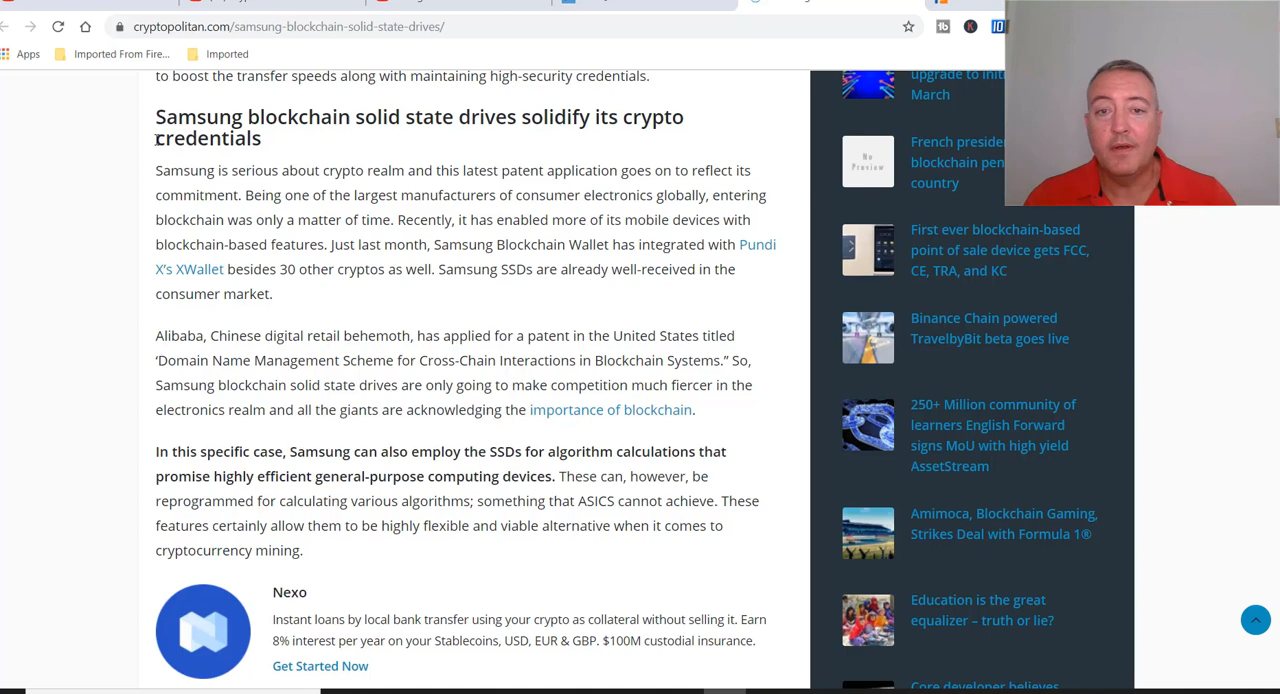 cryptopolitan.com/samsung-blockchain-solid-state-drives/
Apps
Imported From Fire...
Imported
to boost the transfer speeds along with maintaining high-security credentials.
Samsung blockchain solid state drives solidify its crypto
credentials
Samsung is serious about crypto realm and this latest patent application goes on to reflect its
commitment. Being one of the largest manufacturers of consumer electronics globally, entering
blockchain was only a matter of time. Recently, it has enabled more of its mobile devices with
blockchain-based features. Just last month, Samsung Blockchain Wallet has integrated with Pundi
X’s XWallet besides 30 other cryptos as well. Samsung SSDs are already well-received in the
consumer market.
Alibaba, Chinese digital retail behemoth, has applied for a patent in the United States titled
‘Domain Name Management Scheme for Cross-Chain Interactions in Blockchain Systems.” So,
Samsung blockchain solid state drives are only going to make competition much fiercer in the
electronics realm and all the giants are acknowledging the importance of blockchain.
In this specific case, Samsung can also employ the SSDs for algorithm calculations that
promise highly efficient general-purpose computing devices. These can, however, be
reprogrammed for calculating various algorithms; something that ASICS cannot achieve. These
features certainly allow them to be highly flexible and viable alternative when it comes to
cryptocurrency mining.
Nexo
Instant loans by local bank transfer using your crypto as collateral without selling it. Earn
8% interest per year on your Stablecoins, USD, EUR & GBP. $100M custodial insurance.
Get Started Now
upgrade to
March
No
Preview
French
blockchain
country
First ever blockchain-based
point of sale device gets FCC,
CE, TRA, and KC
Binance Chain powered
TravelbyBit beta goes live
250+ Million community of
learners English Forward
signs MoU with high yield
AssetStream
Amimoca, Blockchain Gaming,
Strikes Deal with Formula 1®
Education is the great
equalizer – truth or lie?
Core developer believes